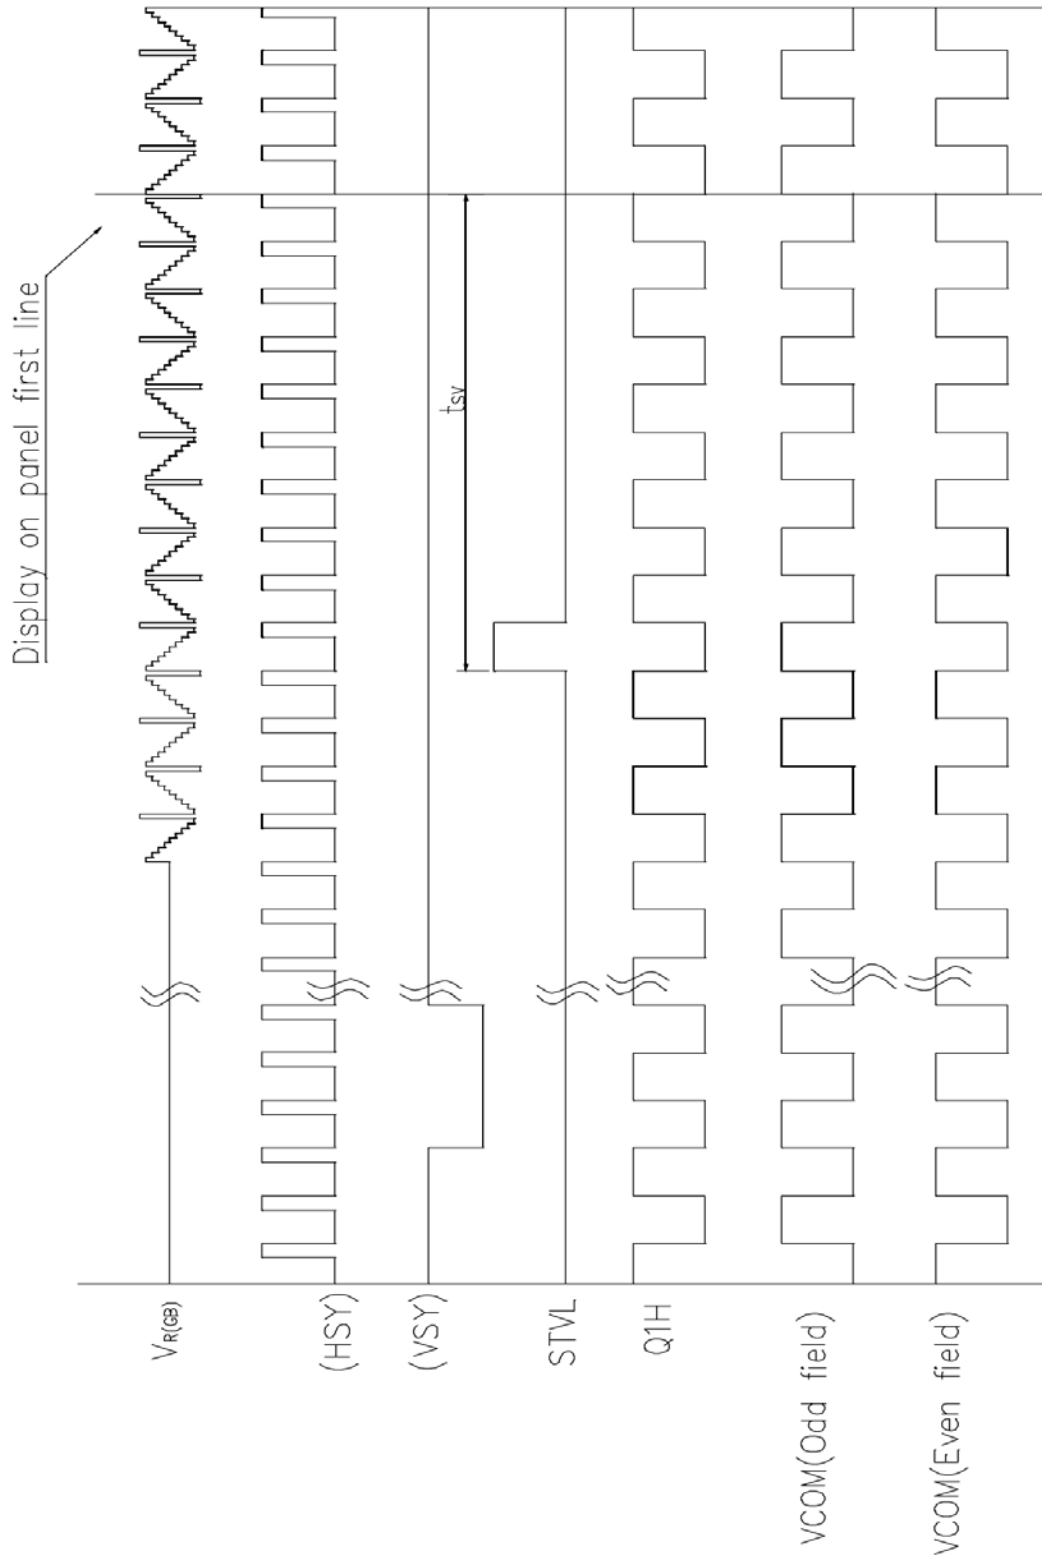 Display on panel first line
tsv
VR(GB)
(HSY)
(VSY)
STVL
Q1H
VCOM(Odd field)
VCOM(Even field)